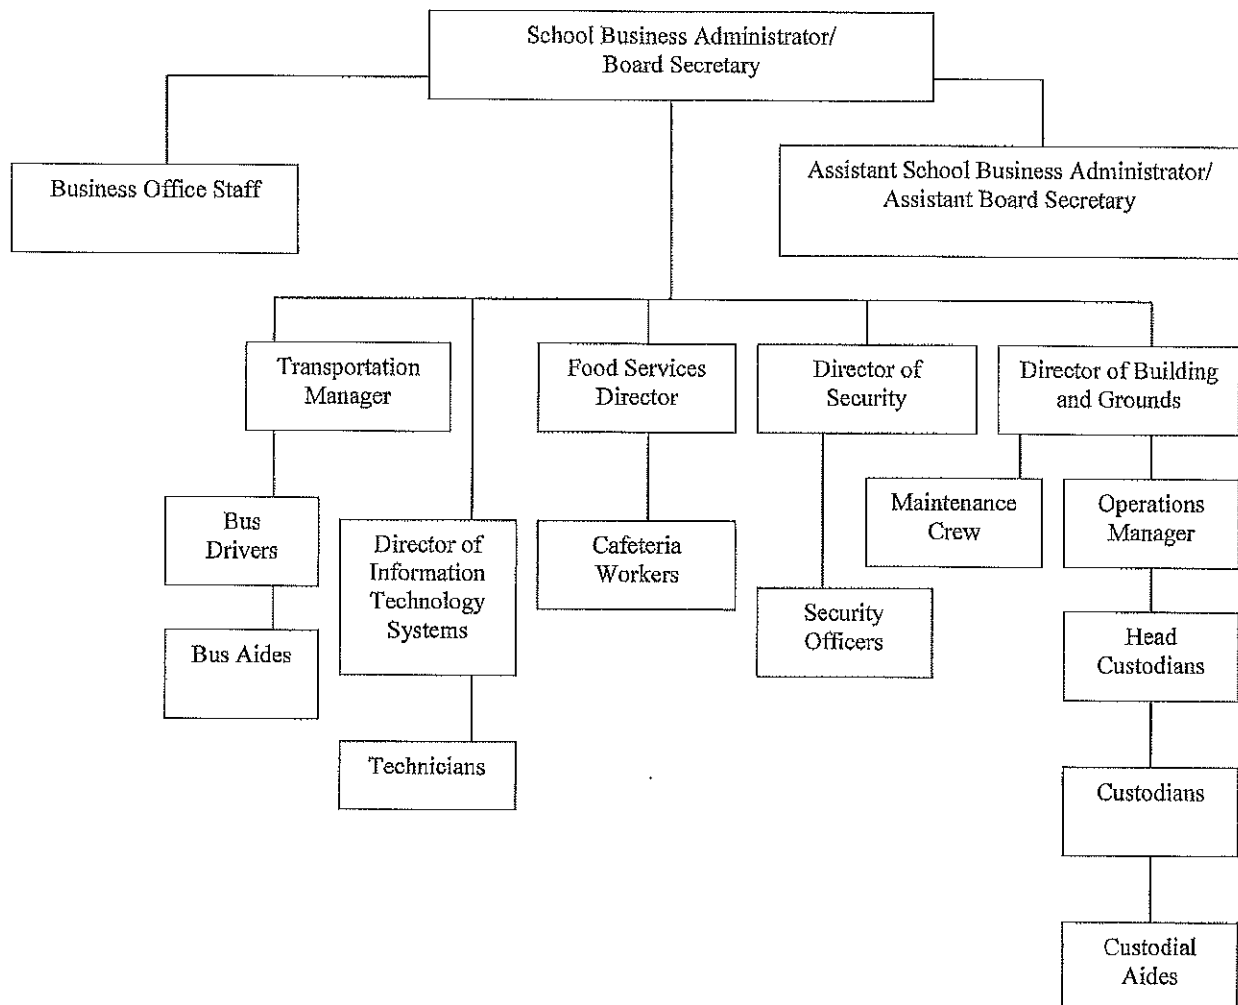 School Business Administrator/
Board Secretary
Business Office Staff
Assistant School Business Administrator/
Assistant Board Secretary
Transportation
Manager
Food Services
Director
Director of
Security
Director of Building
and Grounds
Bus
Drivers
Director of
Information
Technology
Systems
Cafeteria
Workers
Maintenance
Crew
Operations
Manager
Bus Aides
Security
Officers
Head
Custodians
Technicians
Custodians
Custodial
Aides